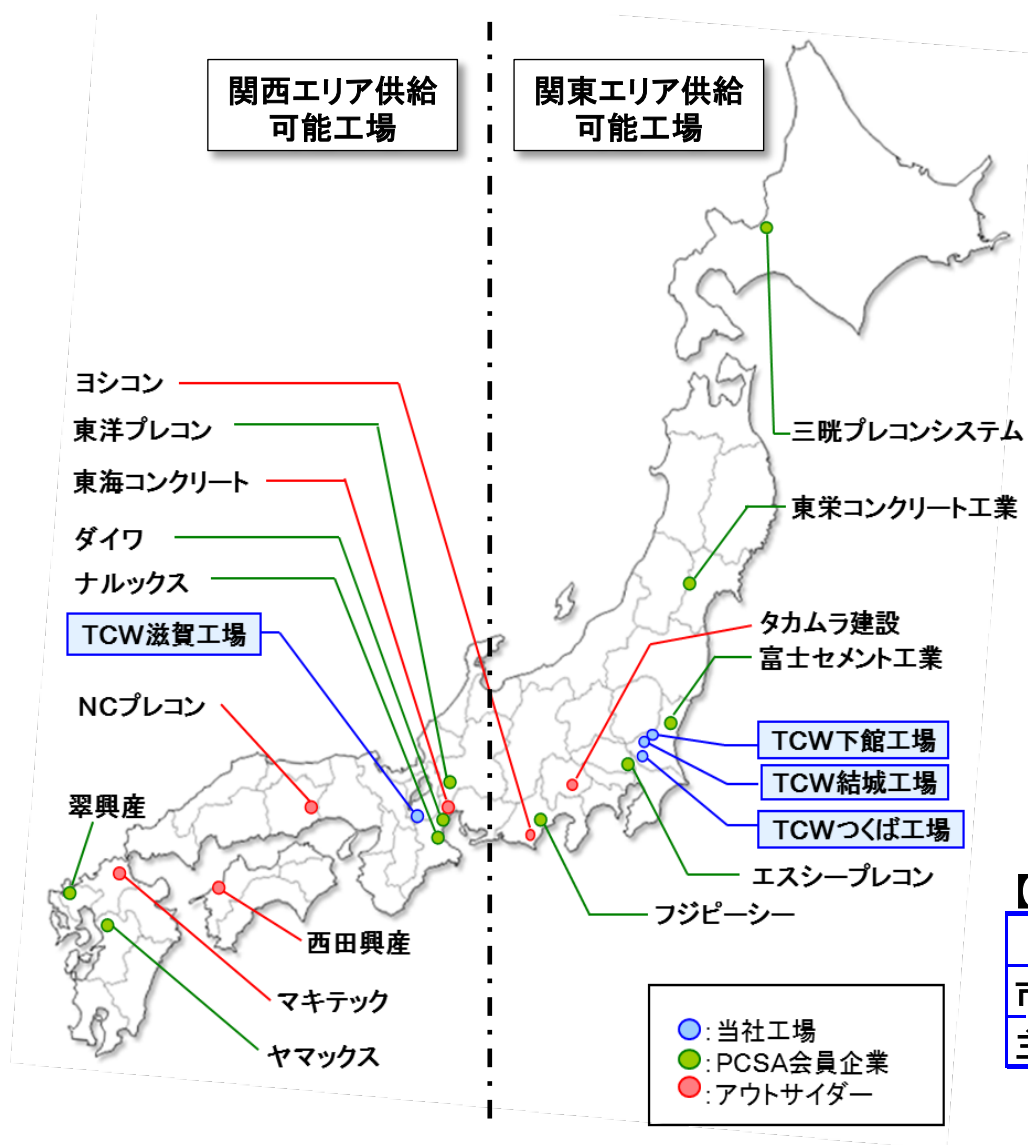 関西エリア供給
可能工場
関東エリア供給
可能工場
ヨシコン
東洋プレコン
東海コンクリート
ダイワ
ナルックス
TCW滋賀工場
NCプレコン
翠興産
西田興産
マキテック
ヤマックス
三晄プレコンシステム
東栄コンクリート工業
タカムラ建設
富士セメント工業
TCW下館工場
TCW結城工場
TCWつくば工場
エスシープレコン
フジピーシー
：当社工場
：PCSA会員企業
：アウトサイダー
【